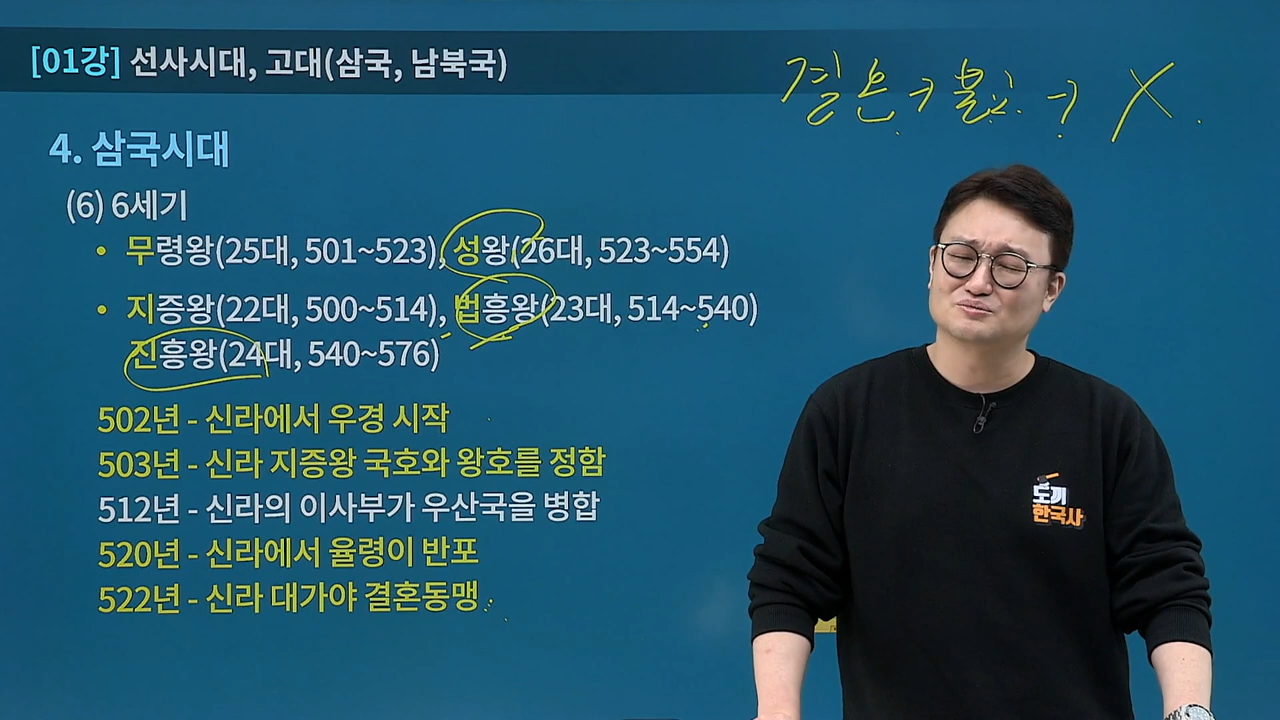 [01강] 선사시대, 고대(삼국, 남북국)
결혼→불가→X.
4. 삼국시대
(6) 6세기
• 무령왕(25대, 501~523), 성왕(26대, 523~554)
• 지증왕(22대, 500~514), 법흥왕(23대, 514~540)
진흥왕(24대, 540~576)
502년 - 신라에서 우경 시작
503년 - 신라 지증왕 국호와 왕호를 정함
512년 - 신라의 이사부가 우산국을 병합
520년 - 신라에서 율령이 반포
522년 - 신라 대가야 결혼동맹
도끼
한국사